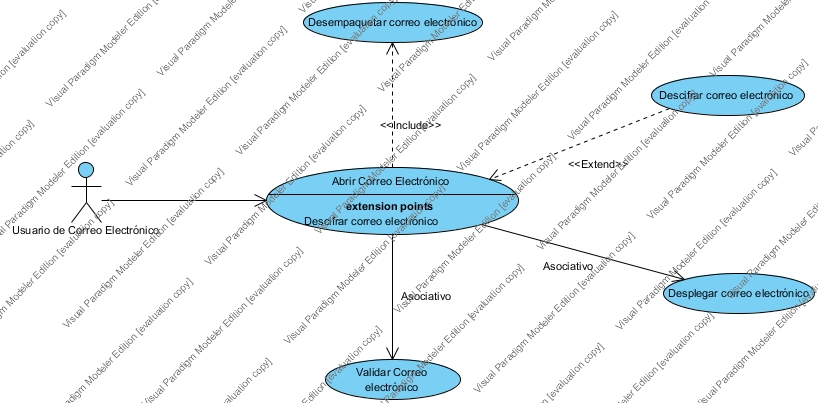 Desempaquetar correo electrónico
Descifrar correo electrónico
<<Include>>
<<Extend>>
Abrir Correo Electrónico
extension points
Descifrar correo electrónico
Usuario de Correo Electrónico
Asociativo
Desplegar correo electrónico
Asociativo
Validar Correo
electrónico
Visual Paradigm Modeler Edition [evaluation copy]